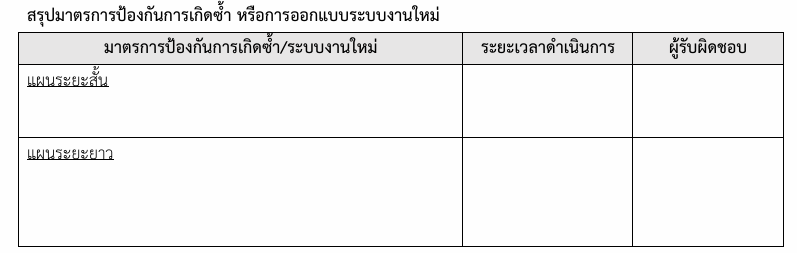 สรุปมาตรการป้องกันการเกิดซ้ำ หรือการออกแบบระบบงานใหม่
มาตรการป้องกันการเกิดซ้ำ/ระบบงานใหม่ ระยะเวลาดำเนินการ ผู้รับผิดชอบ
แผนระยะสั้น
แผนระยะยาว